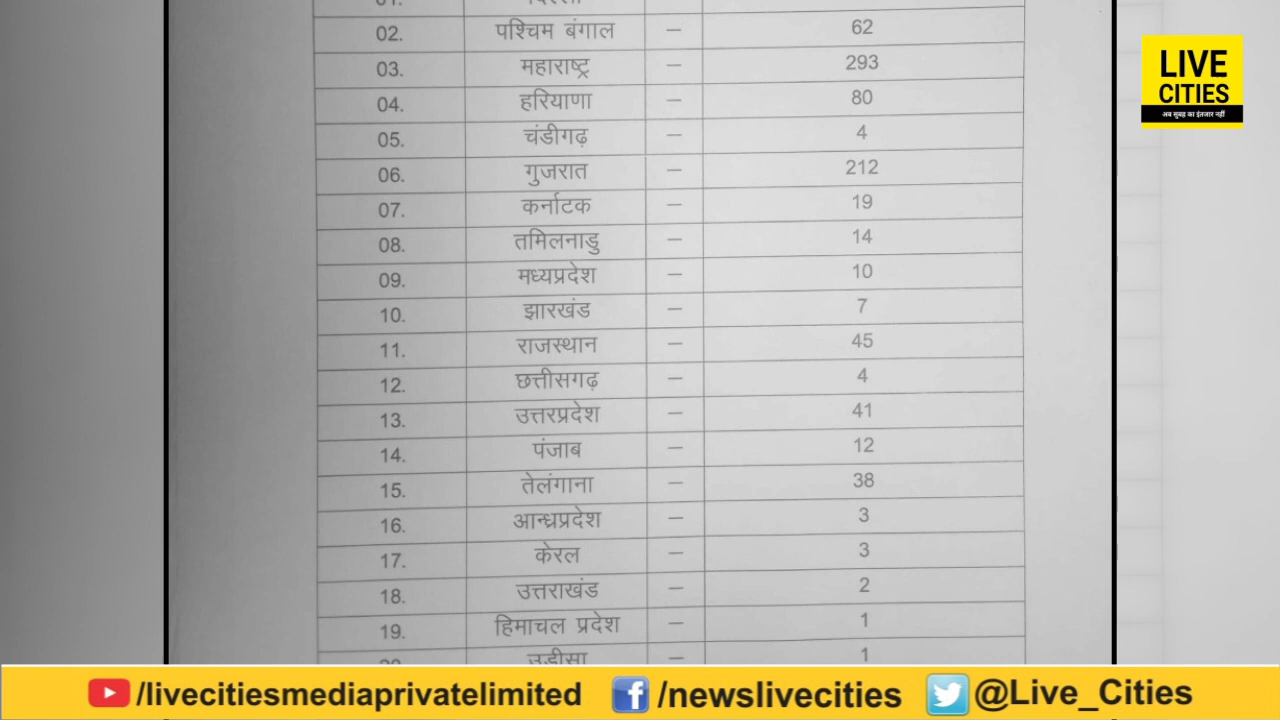 01. दिल्ली
02. पश्चिम बंगाल — 62
03. महाराष्ट्र — 293
04. हरियाणा — 80
05. चंडीगढ़ — 4
06. गुजरात — 212
07. कर्नाटक — 19
08. तमिलनाडु — 14
09. मध्यप्रदेश — 10
10. झारखंड — 7
11. राजस्थान — 45
12. छत्तीसगढ़ — 4
13. उत्तरप्रदेश — 41
14. पंजाब — 12
15. तेलंगाना — 38
16. आन्ध्रप्रदेश — 3
17. केरल — 3
18. उत्तराखंड — 2
19. हिमाचल प्रदेश — 1
20. उड़ीसा — 1
LIVE
CITIES
अब सुबह का इंतजार नहीं
/livecitiesmediaprivatelimited /newslivecities @Live_Cities